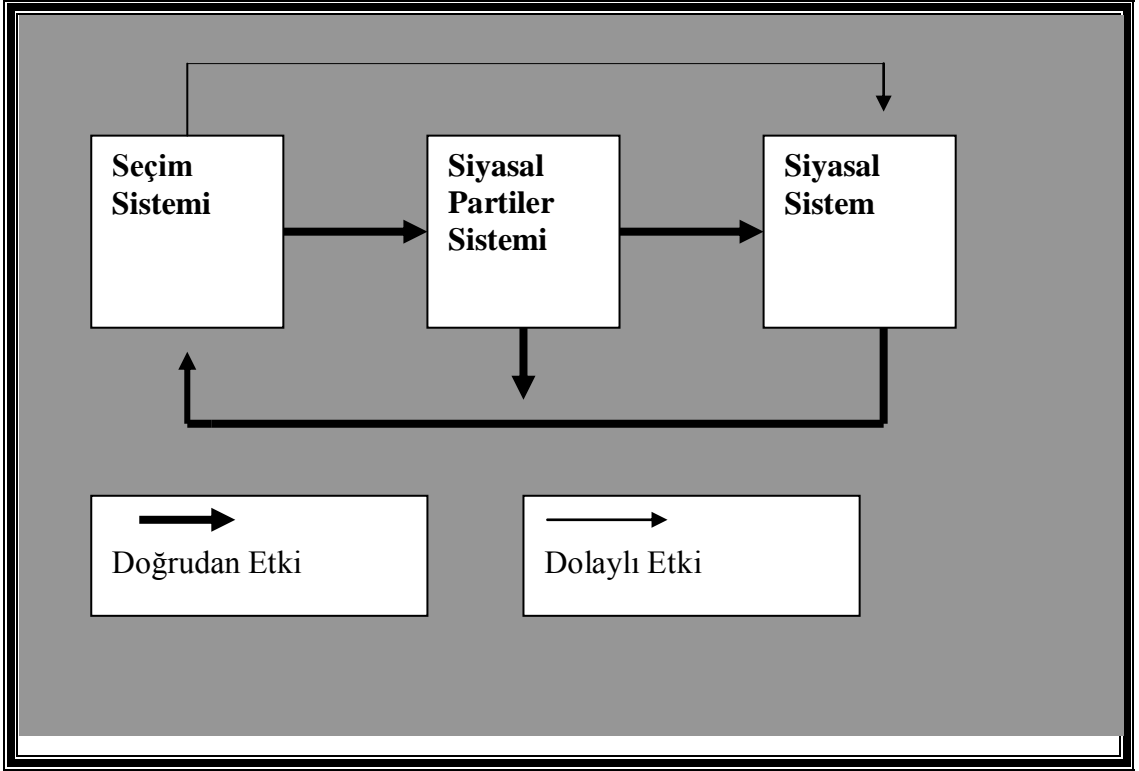 Seçim
Sistemi
Siyasal
Partiler
Sistemi
Siyasal
Sistem
Doğrudan Etki
Dolaylı Etki